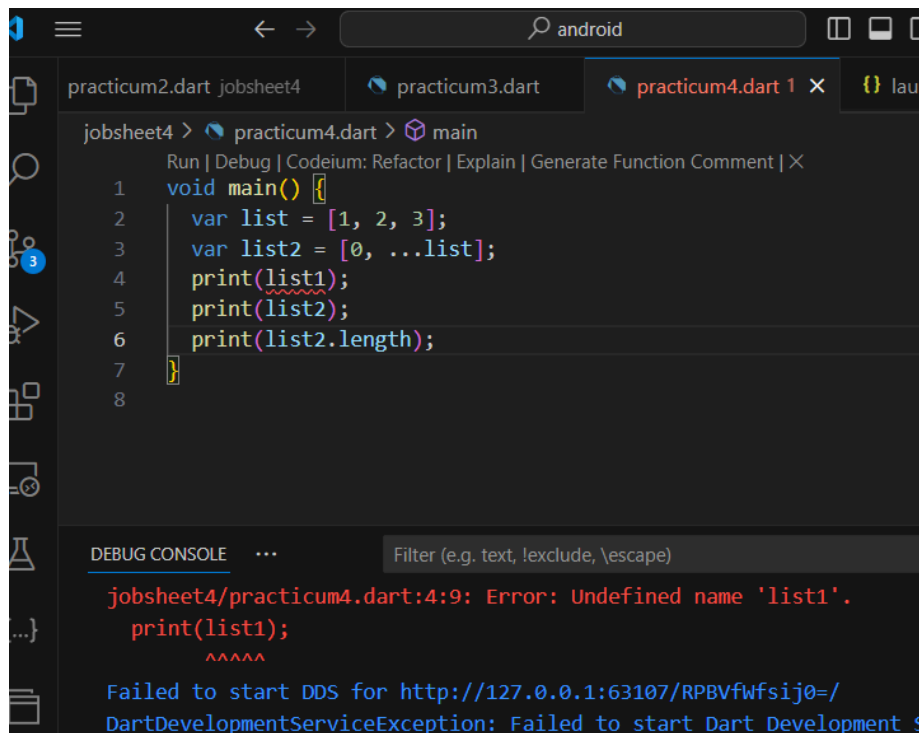 android
practicum2.dart jobsheet4
practicum3.dart
practicum4.dart 1
{} lau
jobsheet4 > practicum4.dart > main
Run | Debug | Codeium: Refactor | Explain | Generate Function Comment | ×
1 void main() {
2 var list = [1, 2, 3];
3 var list2 = [0, ...list];
4 print(list1);
5 print(list2);
6 print(list2.length);
7 }
8
3
DEBUG CONSOLE ...
Filter (e.g. text, !exclude, \escape)
jobsheet4/practicum4.dart:4:9: Error: Undefined name 'list1'.
print(list1);
^^^^^
Failed to start DDS for http://127.0.0.1:63107/RPBVfWfsij0=/
DartDevelopmentServiceException: Failed to start Dart Development S